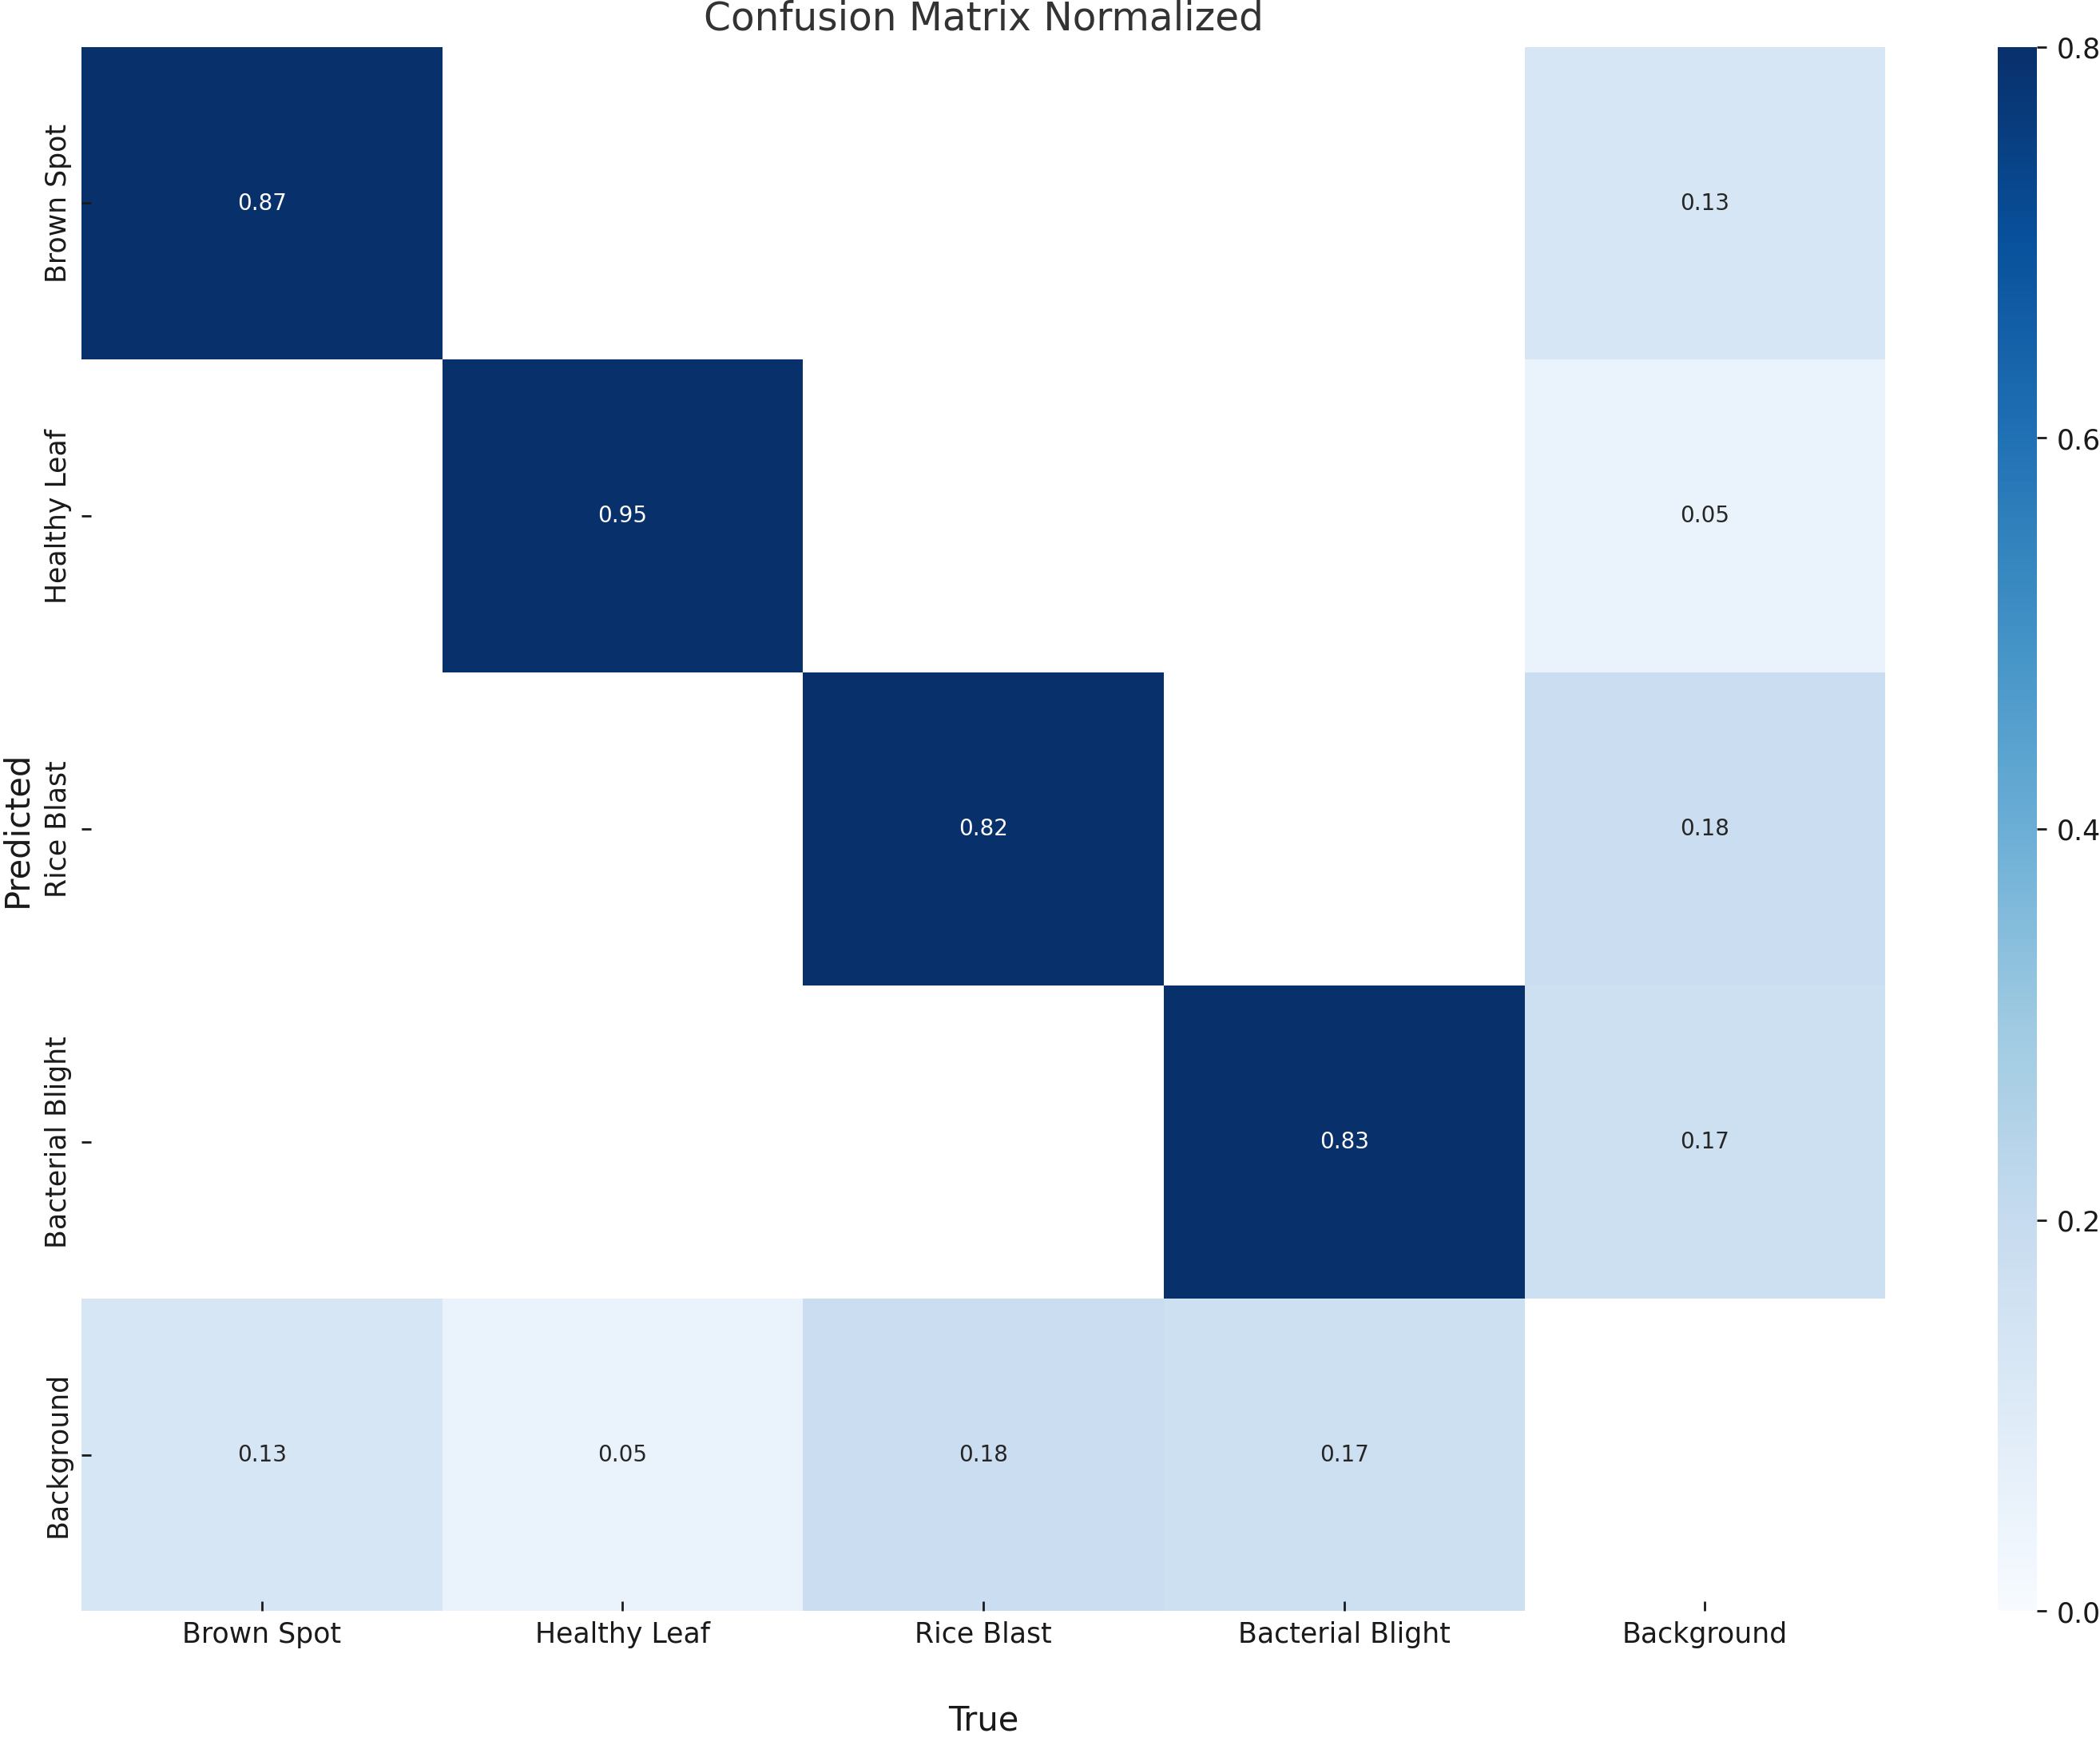 Confusion Matrix Normalized
Predicted
Brown Spot
0.87
0.13
Healthy Leaf
0.95
0.05
Rice Blast
0.82
0.18
Bacterial Blight
0.83
0.17
Background
0.13
0.05
0.18
0.17
Brown Spot
Healthy Leaf
Rice Blast
Bacterial Blight
Background
True
0.8
0.6
0.4
0.2
0.0